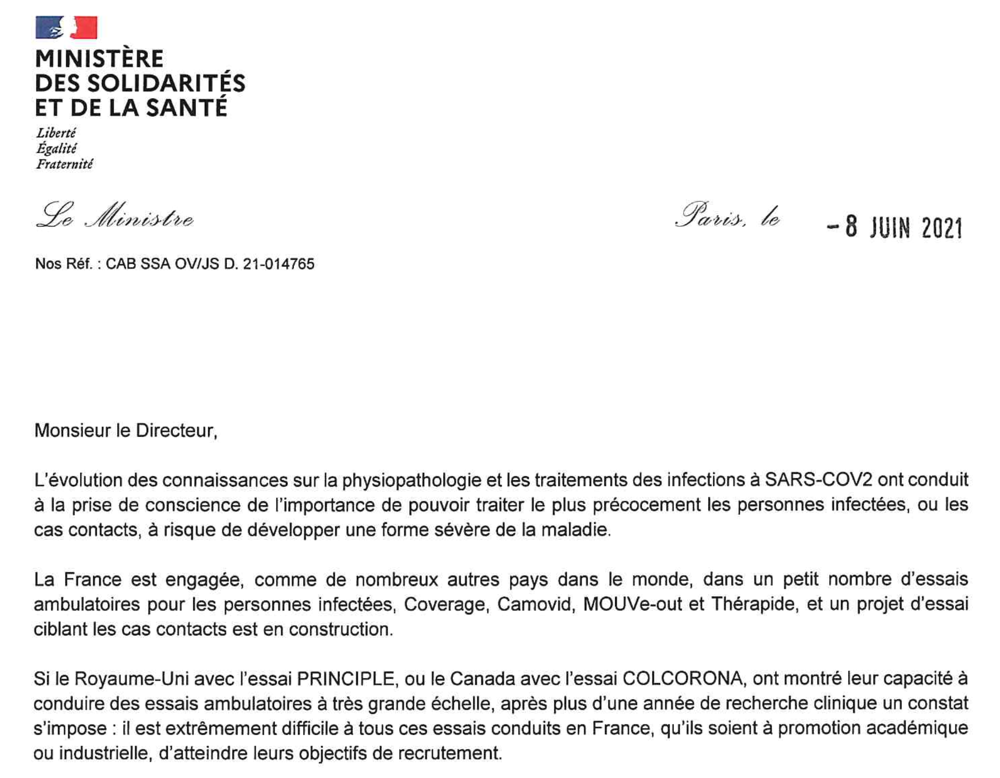 MINISTÈRE
DES SOLIDARITÉS
ET DE LA SANTÉ
Liberté
Égalité
Fraternité
Le Ministre
Paris, le - 8 JUIN 2021
Nos Réf. : CAB SSA OV/JS D. 21-014765
Monsieur le Directeur,
L'évolution des connaissances sur la physiopathologie et les traitements des infections à SARS-COV2 ont conduit
à la prise de conscience de l'importance de pouvoir traiter le plus précocement les personnes infectées, ou les
cas contacts, à risque de développer une forme sévère de la maladie.
La France est engagée, comme de nombreux autres pays dans le monde, dans un petit nombre d'essais
ambulatoires pour les personnes infectées, Coverage, Camovid, MOUVe-out et Thérapide, et un projet d'essai
ciblant les cas contacts est en construction.
Si le Royaume-Uni avec l'essai PRINCIPLE, ou le Canada avec l'essai COLCORONA, ont montré leur capacité à
conduire des essais ambulatoires à très grande échelle, après plus d'une année de recherche clinique un constat
s'impose : il est extrêmement difficile à tous ces essais conduits en France, qu'ils soient à promotion académique
ou industrielle, d'atteindre leurs objectifs de recrutement.